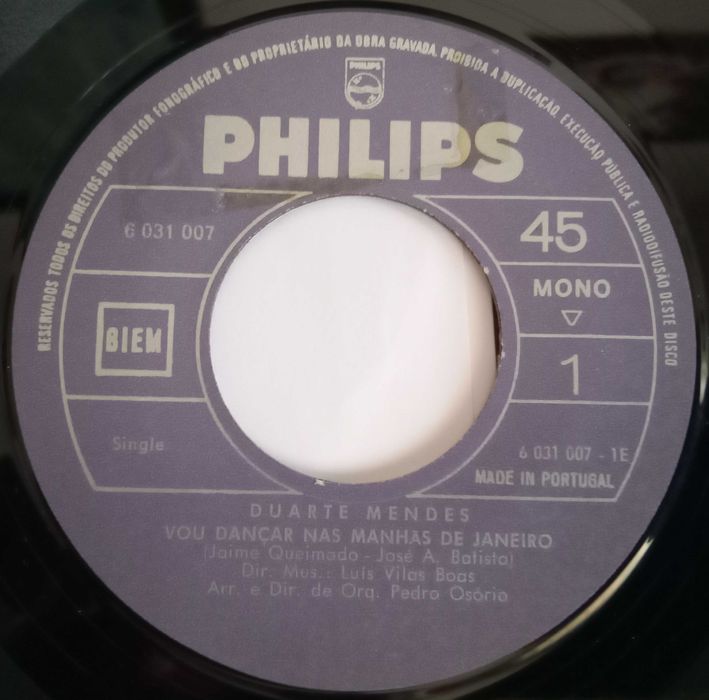 RESERVADOS TODOS OS DIREITOS DO PRODUTOR FONOGRÁFICO E DO PROPRIETÁRIO DA OBRA GRAVADA. PROIBIDA A DUPLICAÇÃO, EXECUÇÃO PÚBLICA E RADIODIFUSÃO DESTE DISCO
PHILIPS
PHILIPS
6 031 007
45
MONO
BIEM
1
Single
6 031 007 - 1E
MADE IN PORTUGAL
DUARTE MENDES
VOU DANÇAR NAS MANHAS DE JANEIRO
(Jaime Queimado - José A. Batista)
Dir. Mus.: Luís Vilas Boas
Arr. e Dir. de Orq. Pedro Osório